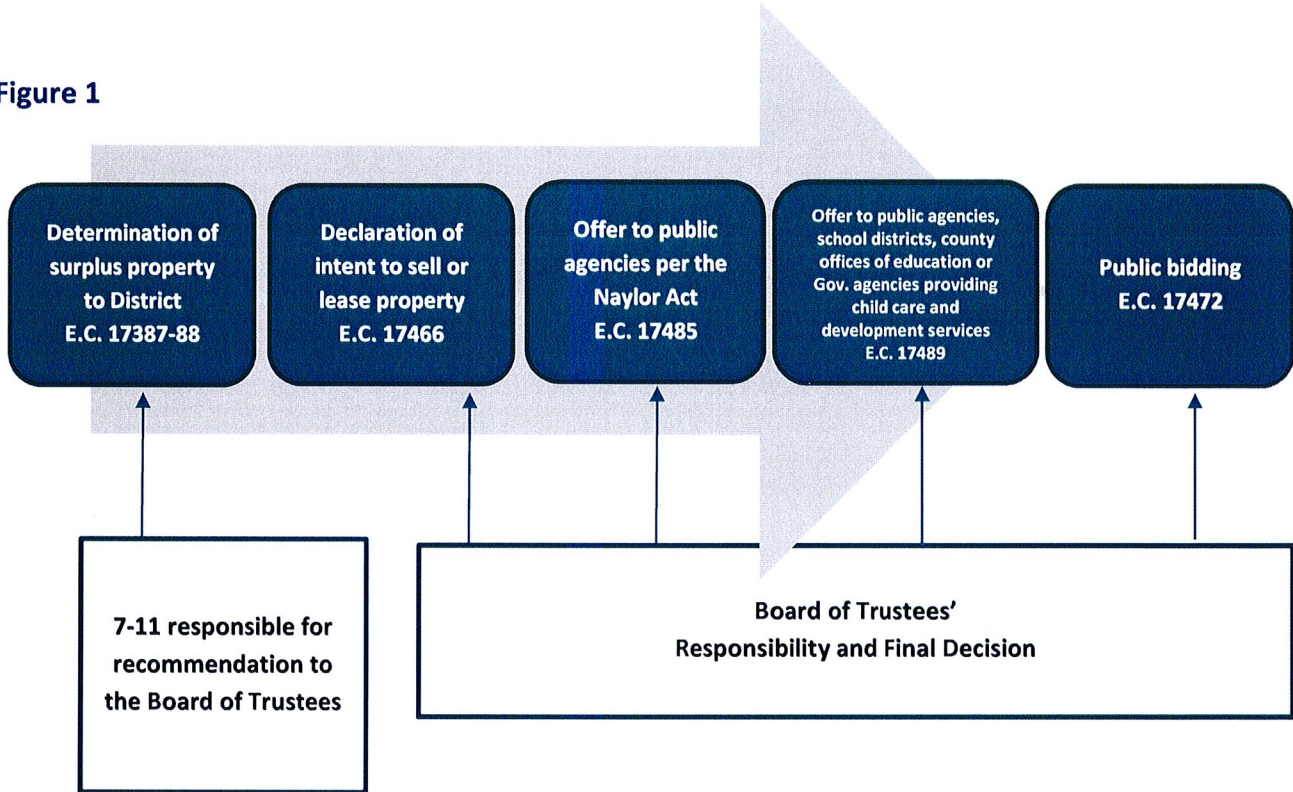 Figure 1
Determination of
surplus property
to District
E.C. 17387-88
Declaration of
intent to sell or
lease property
E.C. 17466
Offer to public
agencies per the
Naylor Act
E.C. 17485
Offer to public agencies,
school districts, county
offices of education or
Gov. agencies providing
child care and
development services
E.C. 17489
Public bidding
E.C. 17472
7-11 responsible for
recommendation to
the Board of Trustees
Board of Trustees’
Responsibility and Final Decision